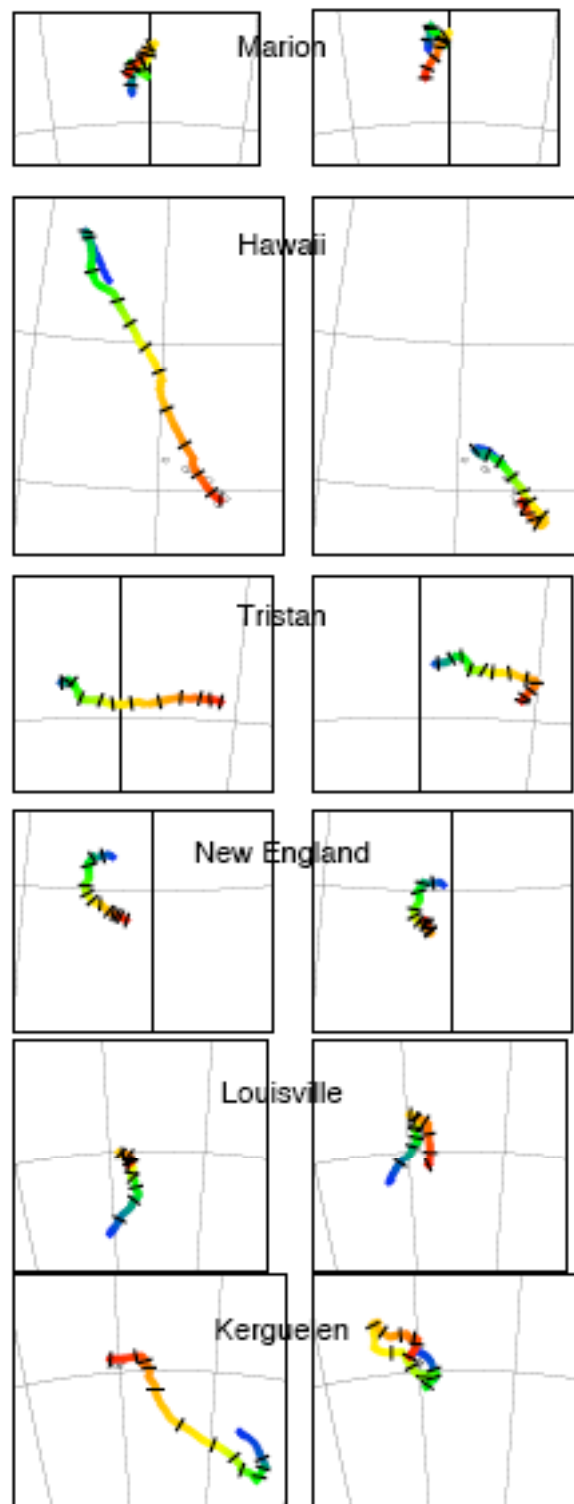 Marion
Hawaii
Tristan
New England
Louisville
Kerguelen